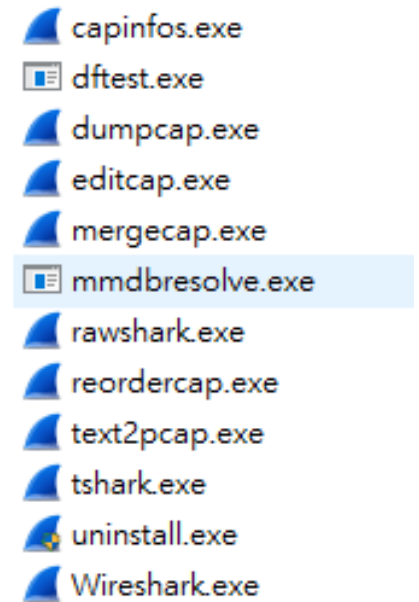 capinfos.exe
dftest.exe
dumpcap.exe
editcap.exe
mergecap.exe
mmdbresolve.exe
rawshark.exe
reordercap.exe
text2pcap.exe
tshark.exe
uninstall.exe
Wireshark.exe